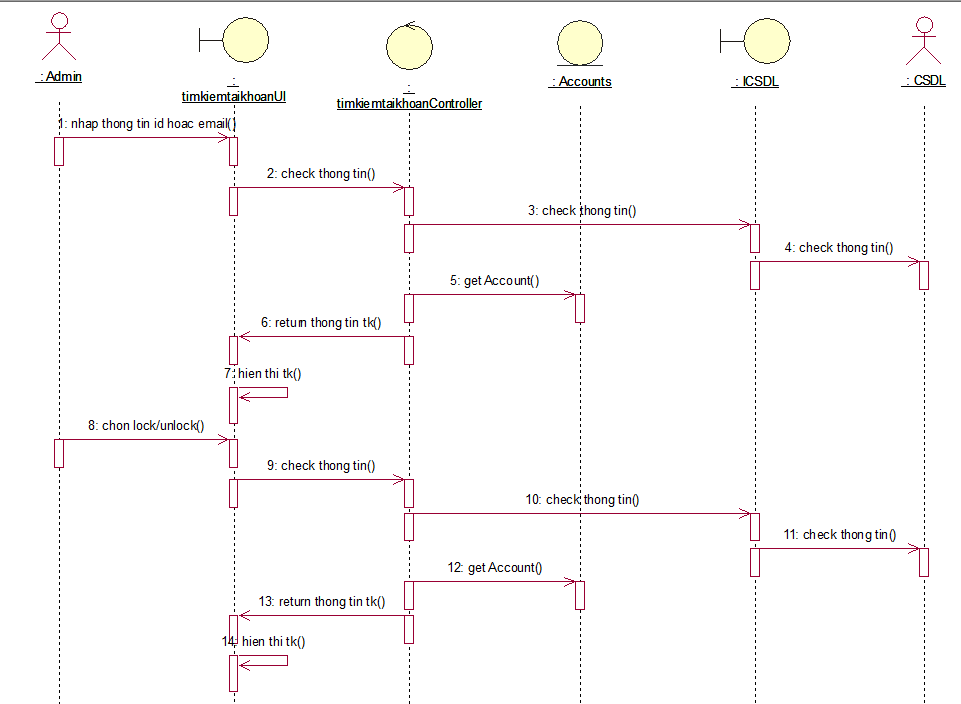 : Admin
:
timkiemtaikhoanUI
:
timkiemtaikhoanController
: Accounts
: ICSDL
: CSDL
1: nhap thong tin id hoac email()
2: check thong tin()
3: check thong tin()
4: check thong tin()
5: get Account()
6: return thong tin tk()
7: hien thi tk()
8: chon lock/unlock()
9: check thong tin()
10: check thong tin()
11: check thong tin()
12: get Account()
13: return thong tin tk()
14: hien thi tk()